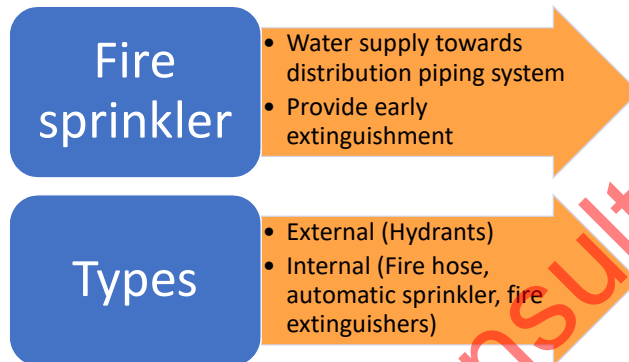 Fire
sprinkler
• Water supply towards
distribution piping system
• Provide early
extinguishment
Types
• External (Hydrants)
• Internal (Fire hose,
automatic sprinkler, fire
extinguishers)